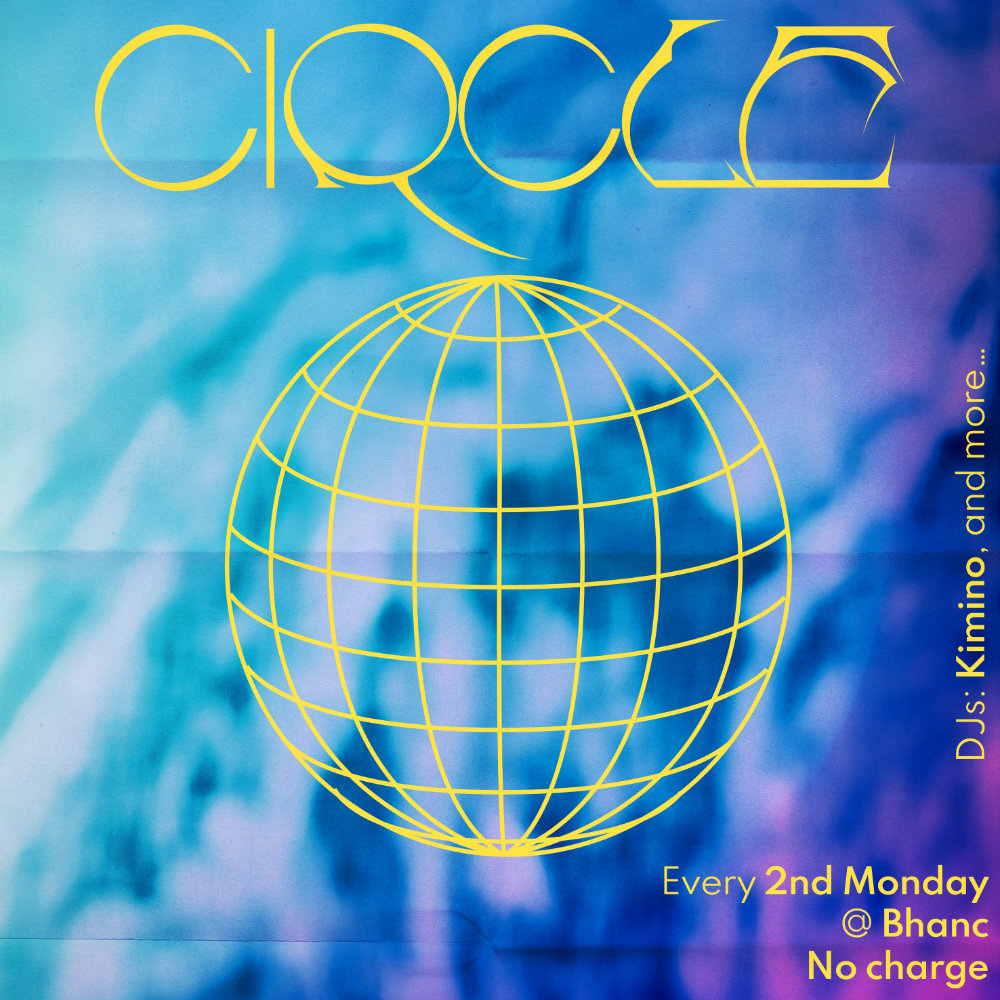 CIRCLE
DJs: Kimino, and more...
Every 2nd Monday
@ Bhanc
No charge